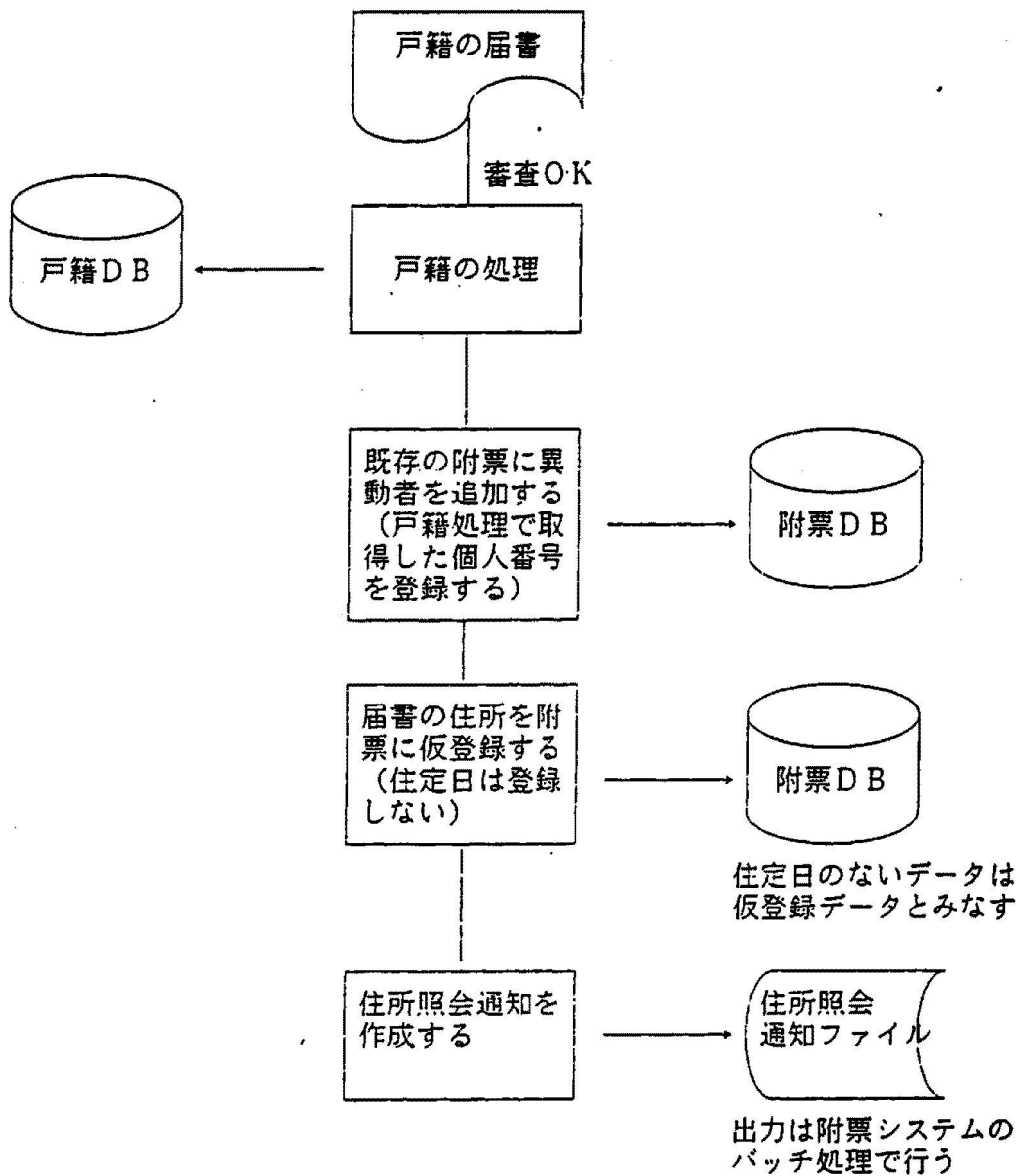 戸籍の届書
審査O·K
戸籍DB
戸籍の処理
既存の附票に異
動者を追加する
（戸籍処理で取
得した個人番号
を登録する）
附票DB
届書の住所を附
票に仮登録する
（住定日は登録
しない）
附票DB
住定日のないデータは
仮登録データとみなす
住所照会通知を
作成する
住所照会
通知ファイル
出力は附票システムの
バッチ処理で行う